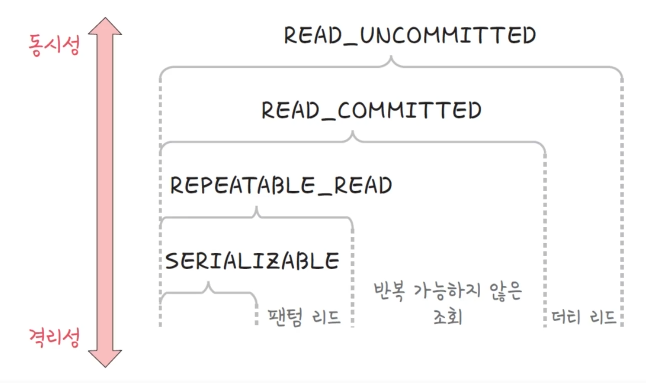 동시성
READ_UNCOMMITTED
READ_COMMITTED
REPEATABLE_READ
SERIALIZABLE
팬텀 리드
반복 가능하지 않은
조회
더티 리드
격리성